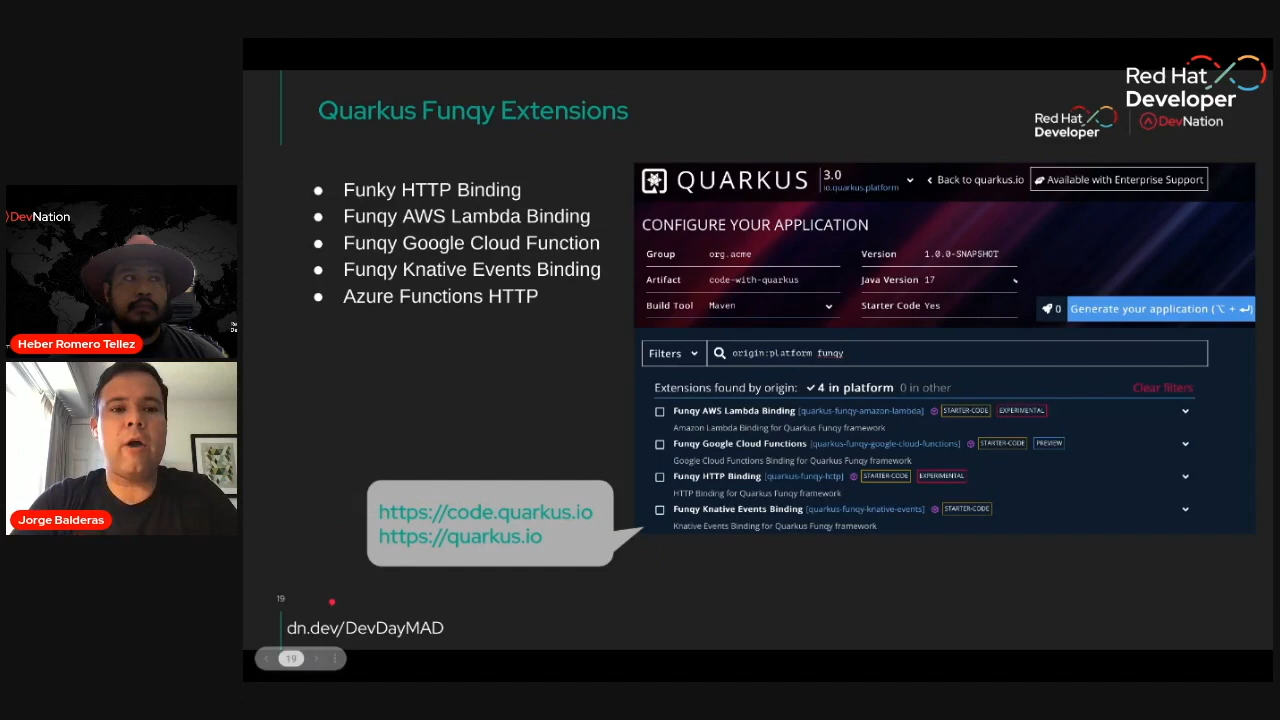 Red Hat
Developer
Quarkus Funqy Extensions
Red Hat
Developer
DevNation
Funky HTTP Binding
Funqy AWS Lambda Binding
Funqy Google Cloud Function
Funqy Knative Events Binding
Azure Functions HTTP
QUARKUS
3.0
io.quarkus.platform
Back to quarkus.io
Available with Enterprise Support
CONFIGURE YOUR APPLICATION
Group org.acme
Version 1.0.0-SNAPSHOT
Artifact code-with-quarkus
Java Version 17
Build Tool Maven
Starter Code Yes
0
Generate your application (⌥ + ⏎)
Filters
origin:platform funqy
Extensions found by origin: 4 in platform 0 in other
Clear filters
Funqy AWS Lambda Binding [quarkus-funqy-amazon-lambda] STARTER-CODE EXPERIMENTAL
Amazon Lambda Binding for Quarkus Funqy framework
Funqy Google Cloud Functions [quarkus-funqy-google-cloud-functions] STARTER-CODE PREVIEW
Google Cloud Functions Binding for Quarkus Funqy framework
Funqy HTTP Binding [quarkus-funqy-http] STARTER-CODE EXPERIMENTAL
HTTP Binding for Quarkus Funqy framework
Funqy Knative Events Binding [quarkus-funqy-knative-events] STARTER-CODE
Knative Events Binding for Quarkus Funqy framework
https://code.quarkus.io
https://quarkus.io
19
dn.dev/DevDayMAD
19
DevNation
Heber Romero Tellez
Jorge Balderas